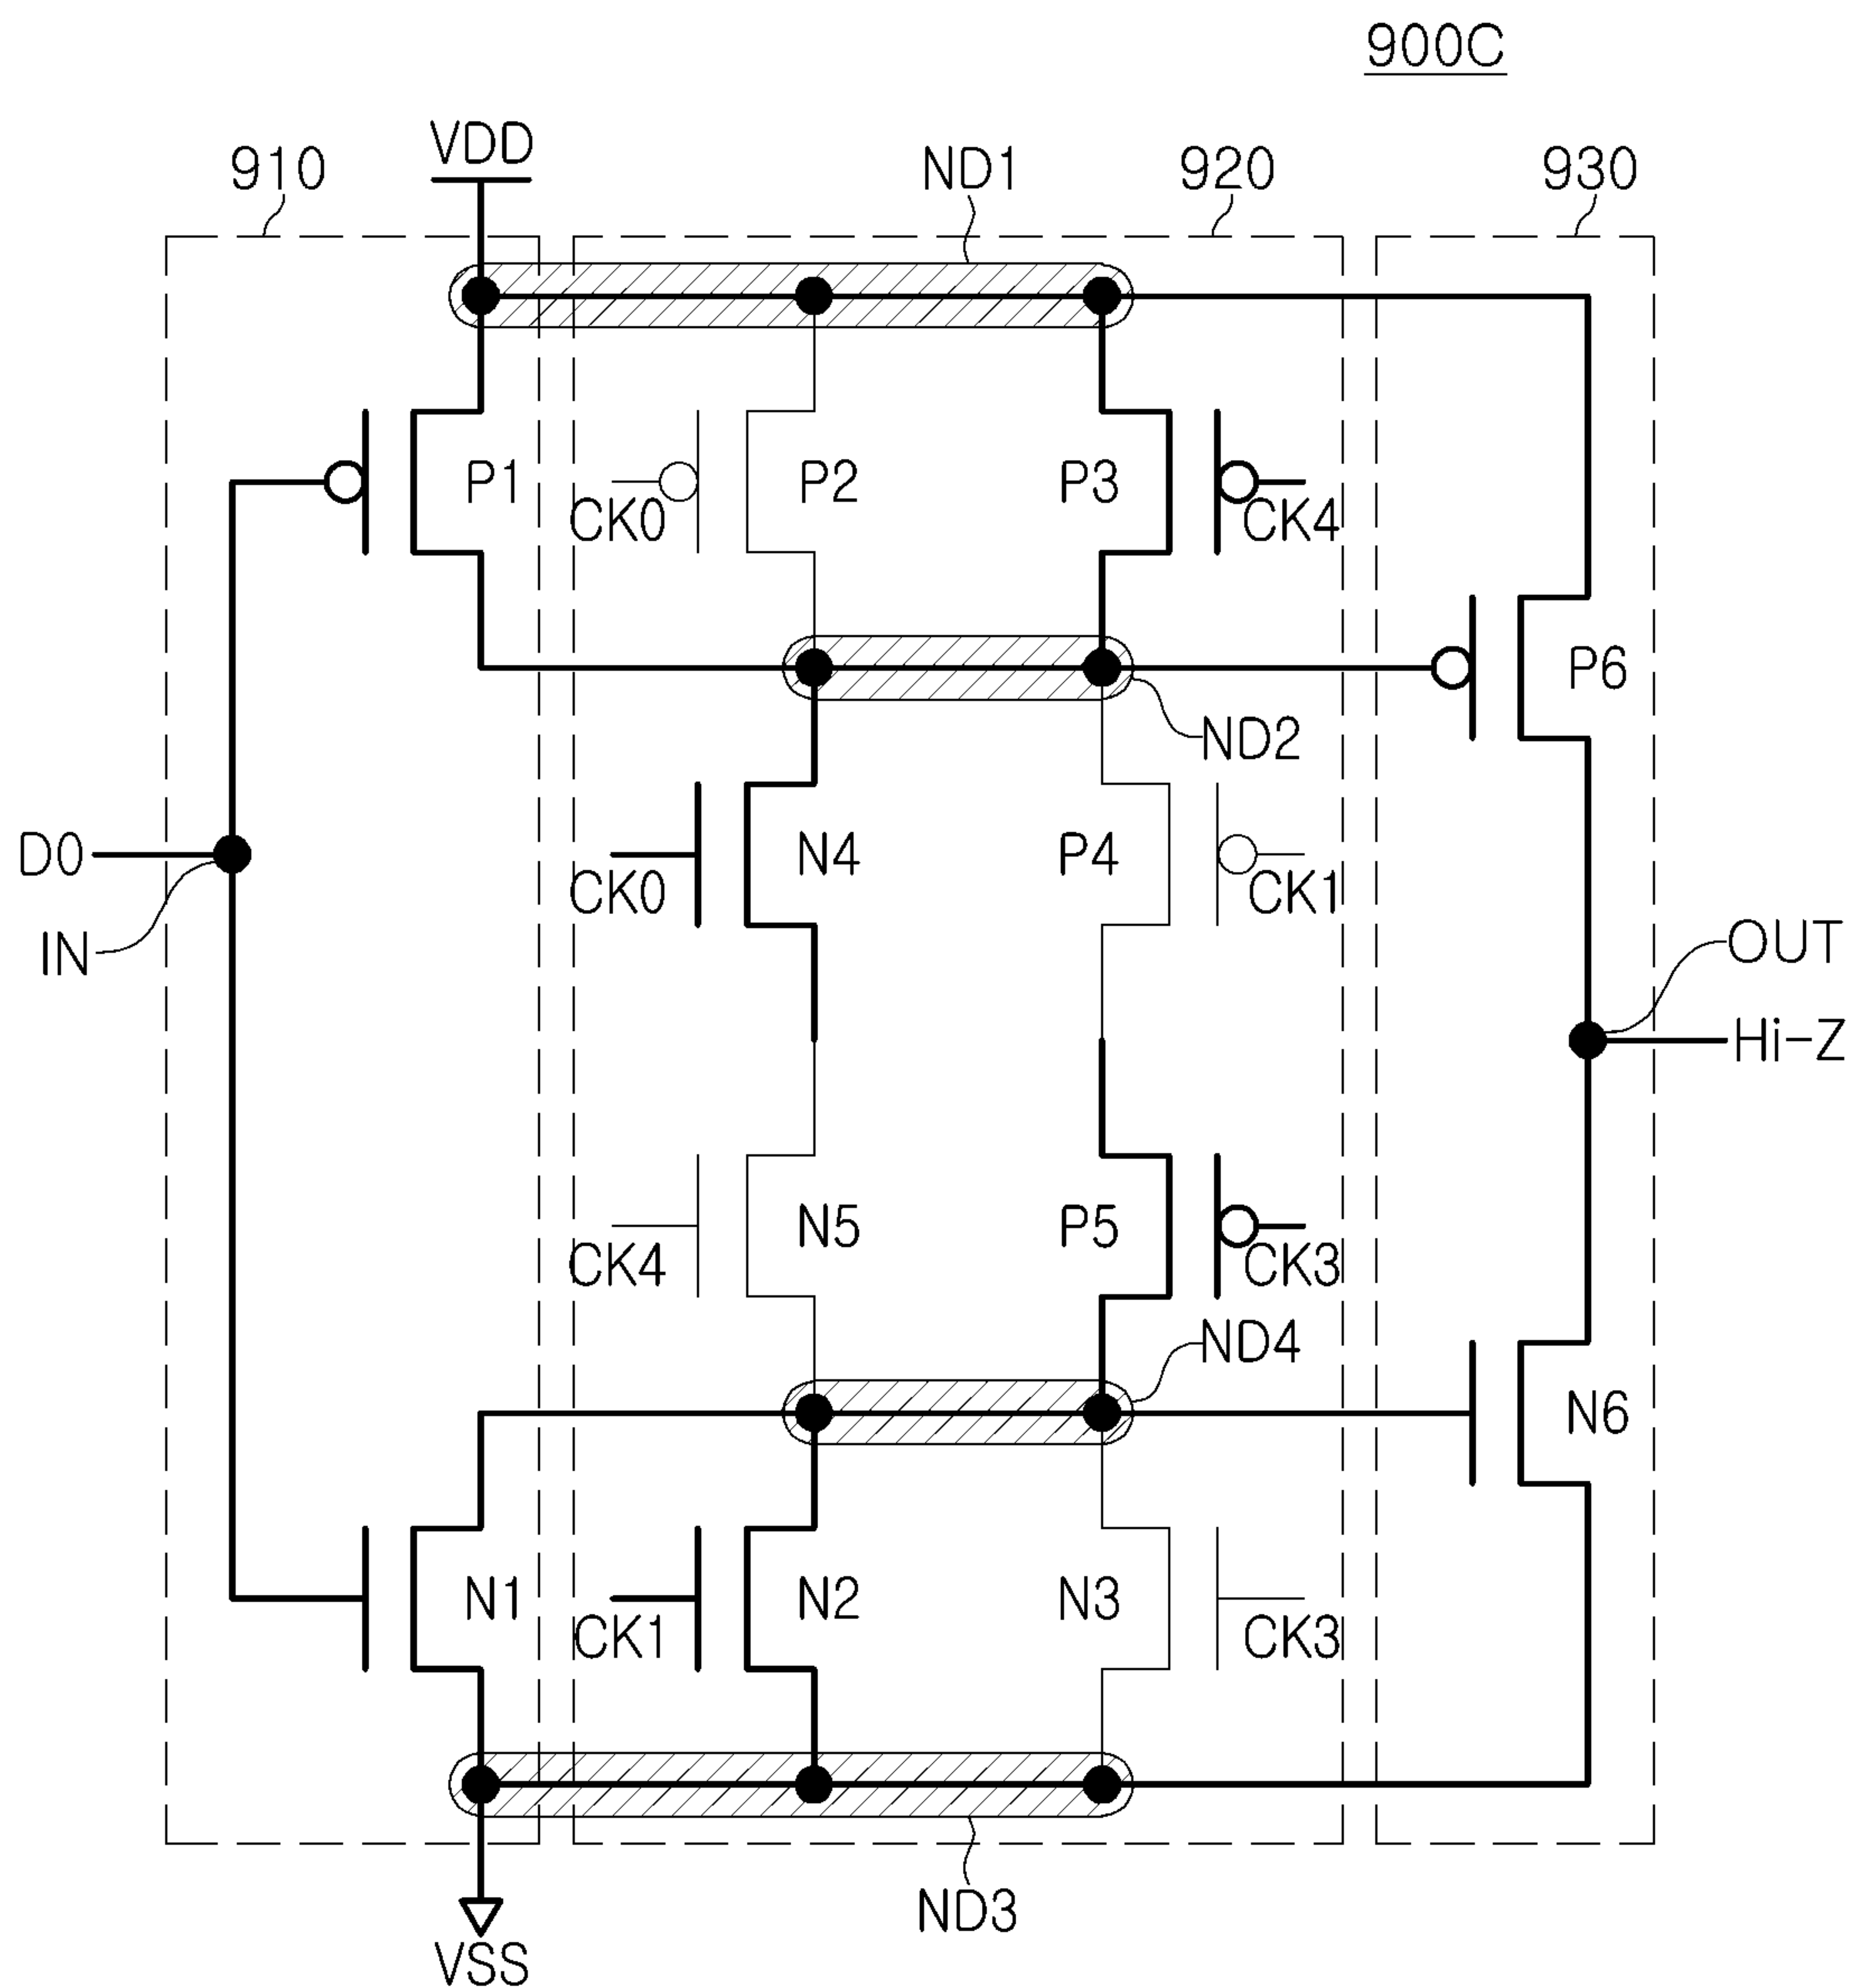 900C
VDD
910
ND1
920
930
P1
P2
P3
CK0
CK4
P6
ND2
D0
N4
P4
CK0
CK1
IN
OUT
Hi-Z
N5
P5
CK4
CK3
ND4
N6
N1
N2
N3
CK1
CK3
ND3
VSS